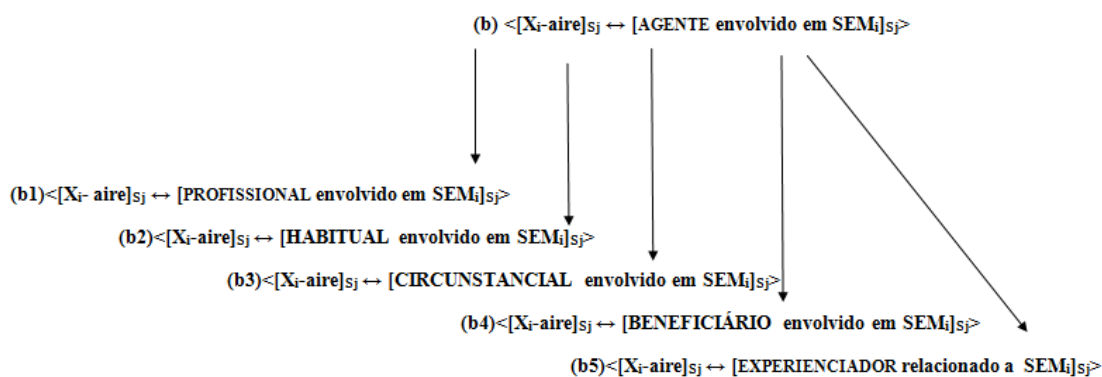 (b) <[Xᵢ-aire]Sⱼ ↔ [AGENTE envolvido em SEMᵢ]Sⱼ>
(b1)<[Xᵢ- aire]Sⱼ ↔ [PROFISSIONAL envolvido em SEMᵢ]Sⱼ>
(b2)<[Xᵢ-aire]Sⱼ ↔ [HABITUAL envolvido em SEMᵢ]Sⱼ>
(b3)<[Xᵢ-aire]Sⱼ ↔ [CIRCUNSTANCIAL envolvido em SEMᵢ]Sⱼ>
(b4)<[Xᵢ-aire]Sⱼ ↔ [BENEFICIÁRIO envolvido em SEMᵢ]Sⱼ>
(b5)<[Xᵢ-aire]Sⱼ ↔ [EXPERIENCIADOR relacionado a SEMᵢ]Sⱼ>